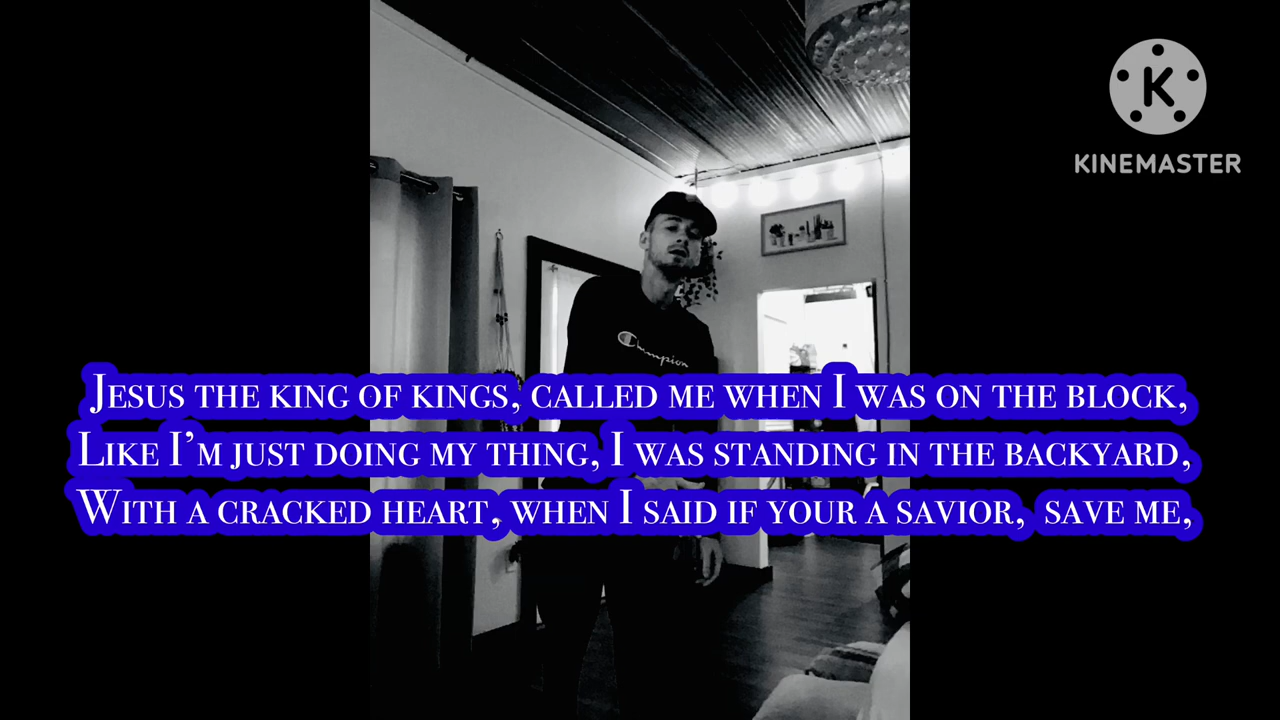 KINEMASTER
Champion
Jesus the king of kings, called me when I was on the block,
Like I’m just doing my thing, I was standing in the backyard,
With a cracked heart, when I said if your a savior,  save me,